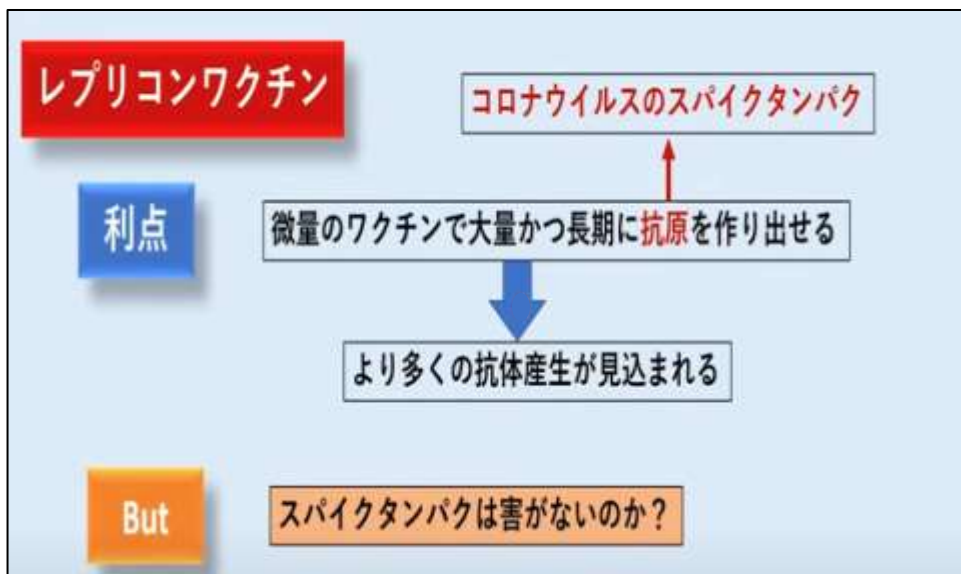 レプリコンワクチン
コロナウイルスのスパイクタンパク
利点
微量のワクチンで大量かつ長期に抗原を作り出せる
より多くの抗体産生が見込まれる
But
スパイクタンパクは害がないのか？